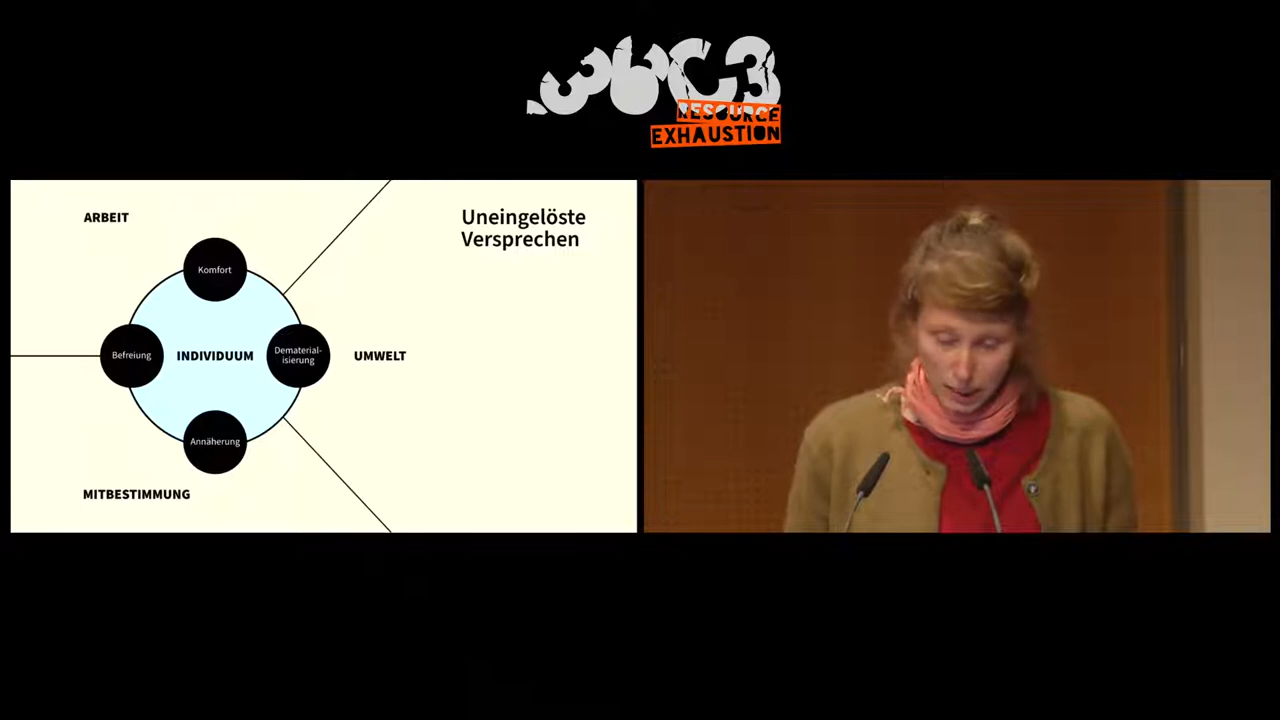 36C3
RESOURCE
EXHAUSTION
Uneingelöste
Versprechen
ARBEIT
Komfort
Befreiung
INDIVIDUUM
Dematerial-
isierung
UMWELT
Annäherung
MITBESTIMMUNG